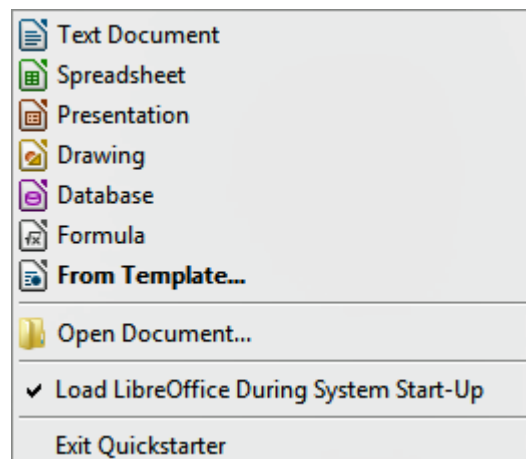 Text Document
Spreadsheet
Presentation
Drawing
Database
Formula
From Template...
Open Document...
Load LibreOffice During System Start-Up
Exit Quickstarter